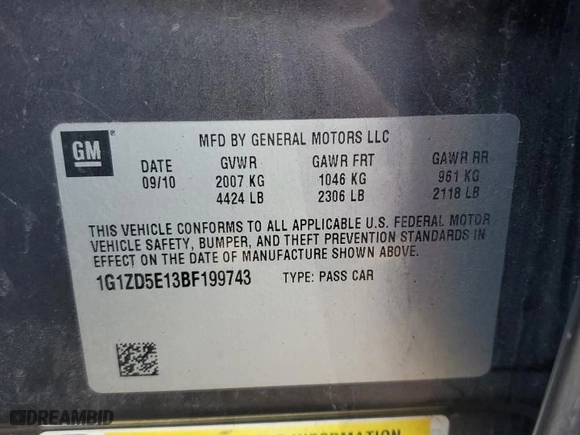 GM
MFD BY GENERAL MOTORS LLC
DATE GVWR GAWR FRT GAWR RR
09/10 2007 KG 1046 KG 961 KG
4424 LB 2306 LB 2118 LB
THIS VEHICLE CONFORMS TO ALL APPLICABLE U.S. FEDERAL MOTOR
VEHICLE SAFETY, BUMPER, AND THEFT PREVENTION STANDARDS IN
EFFECT ON THE DATE OF MANUFACTURE SHOWN ABOVE.
1G1ZD5E13BF199743 TYPE: PASS CAR
DREAMBID
INFORMATION